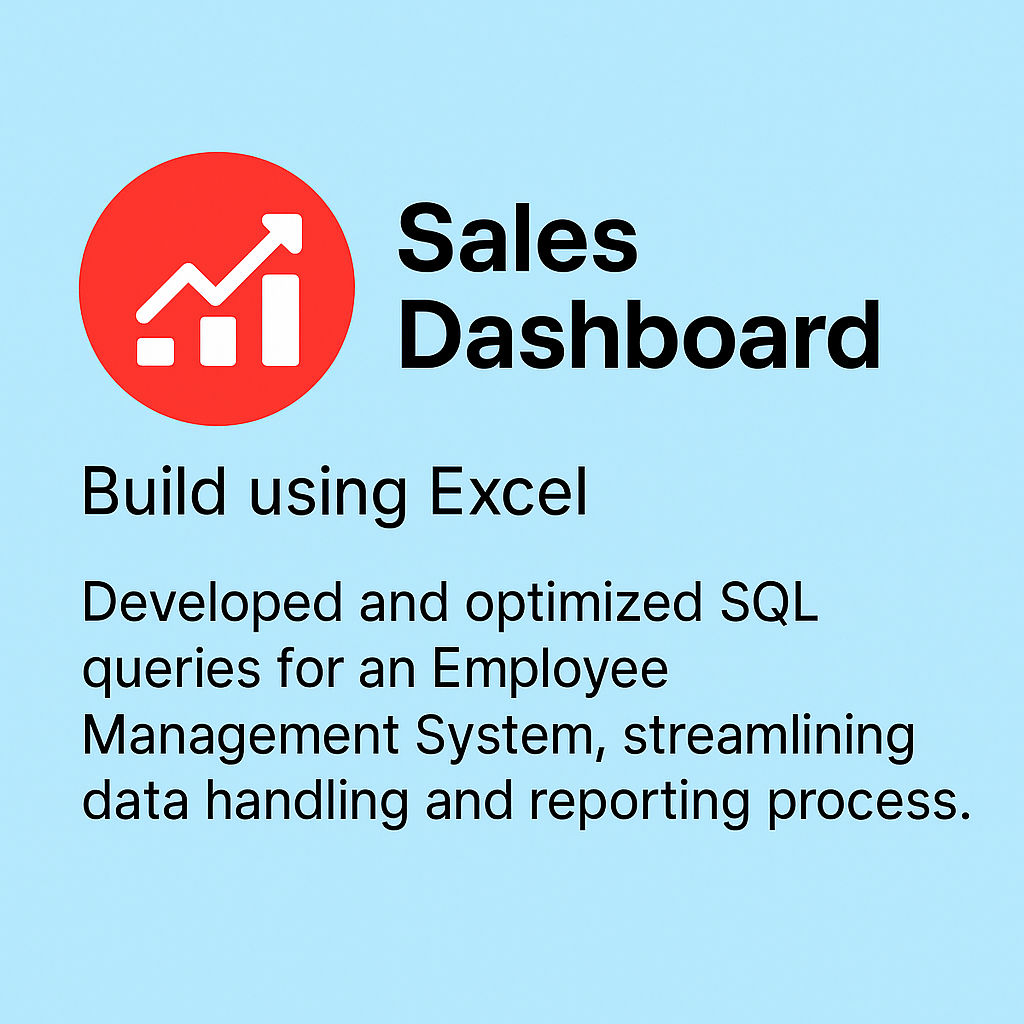 Sales
Dashboard
Build using Excel
Developed and optimized SQL
queries for an Employee
Management System, streamlining
data handling and reporting process.